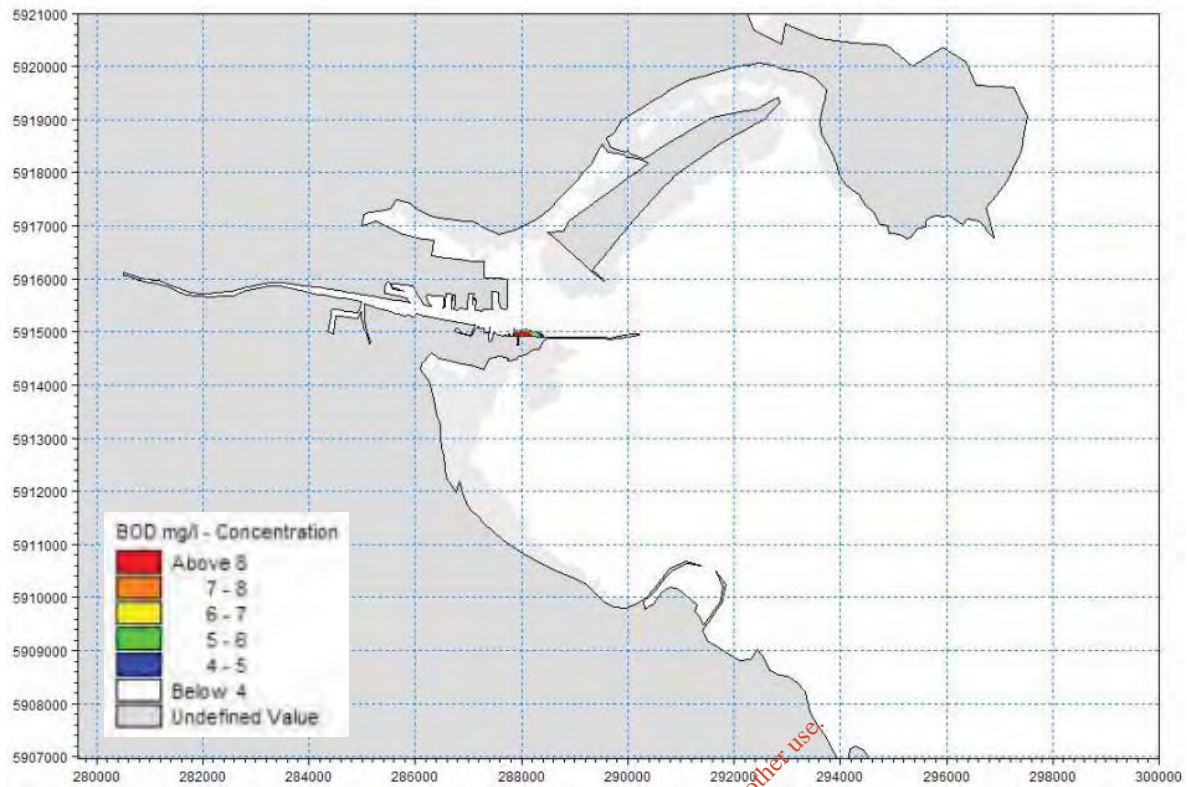 5921000
5920000
5919000
5918000
5917000
5916000
5915000
5914000
5913000
5912000
5911000
5910000
5909000
5908000
5907000
BOD mg/l - Concentration
Above 8
7 - 8
6 - 7
5 - 6
4 - 5
Below 4
Undefined Value
other use.
280000 282000 284000 286000 288000 290000 292000 294000 296000 298000 300000